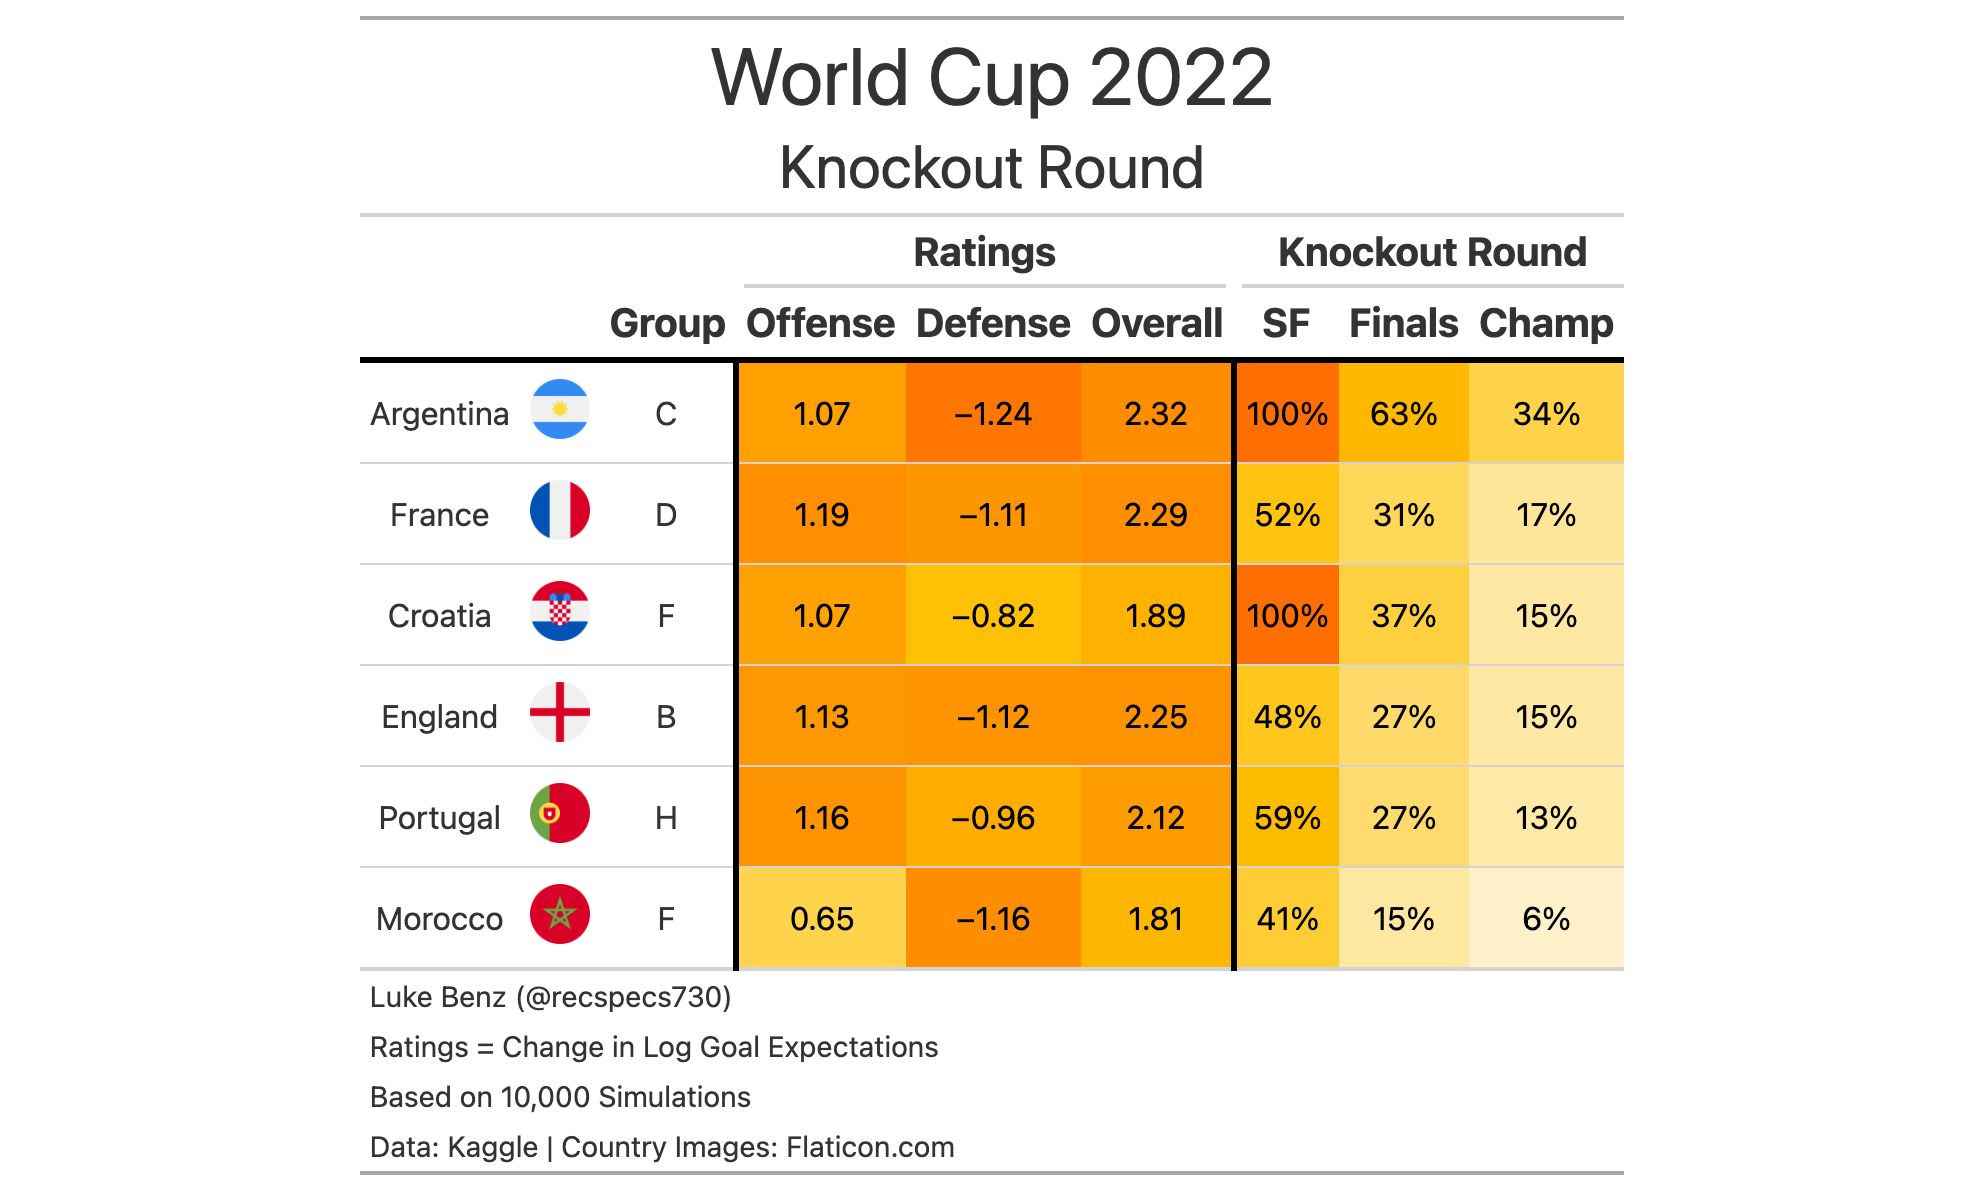 World Cup 2022
Knockout Round
Ratings Knockout Round
Group Offense Defense Overall SF Finals Champ
Argentina C 1.07 −1.24 2.32 100% 63% 34%
France D 1.19 −1.11 2.29 52% 31% 17%
Croatia F 1.07 −0.82 1.89 100% 37% 15%
England B 1.13 −1.12 2.25 48% 27% 15%
Portugal H 1.16 −0.96 2.12 59% 27% 13%
Morocco F 0.65 −1.16 1.81 41% 15% 6%
Luke Benz (@recspecs730)
Ratings = Change in Log Goal Expectations
Based on 10,000 Simulations
Data: Kaggle | Country Images: Flaticon.com